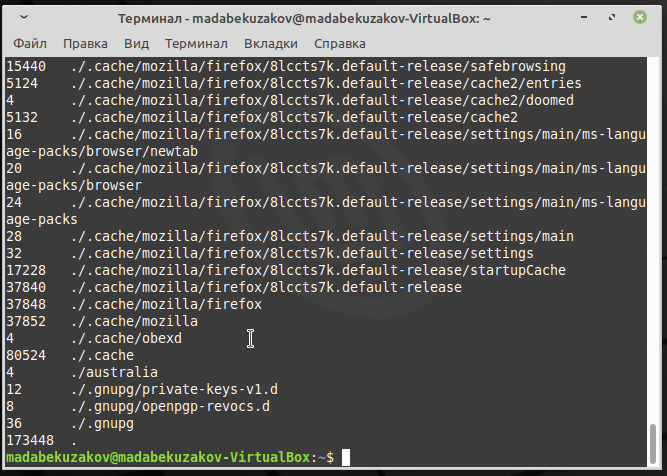 Терминал - madabekuzakov@madabekuzakov-VirtualBox: ~
Файл Правка Вид Терминал Вкладки Справка
15440 ./.cache/mozilla/firefox/8lccts7k.default-release/safebrowsing
5124 ./.cache/mozilla/firefox/8lccts7k.default-release/cache2/entries
4 ./.cache/mozilla/firefox/8lccts7k.default-release/cache2/doomed
5132 ./.cache/mozilla/firefox/8lccts7k.default-release/cache2
16 ./.cache/mozilla/firefox/8lccts7k.default-release/settings/main/ms-langu
age-packs/browser/newtab
20 ./.cache/mozilla/firefox/8lccts7k.default-release/settings/main/ms-langu
age-packs/browser
24 ./.cache/mozilla/firefox/8lccts7k.default-release/settings/main/ms-langu
age-packs
28 ./.cache/mozilla/firefox/8lccts7k.default-release/settings/main
32 ./.cache/mozilla/firefox/8lccts7k.default-release/settings
17228 ./.cache/mozilla/firefox/8lccts7k.default-release/startupCache
37840 ./.cache/mozilla/firefox/8lccts7k.default-release
37848 ./.cache/mozilla/firefox
37852 ./.cache/mozilla
4 ./.cache/obexd
80524 ./.cache
4 ./australia
12 ./.gnupg/private-keys-v1.d
8 ./.gnupg/openpgp-revocs.d
36 ./.gnupg
173448 .
madabekuzakov@madabekuzakov-VirtualBox:~$